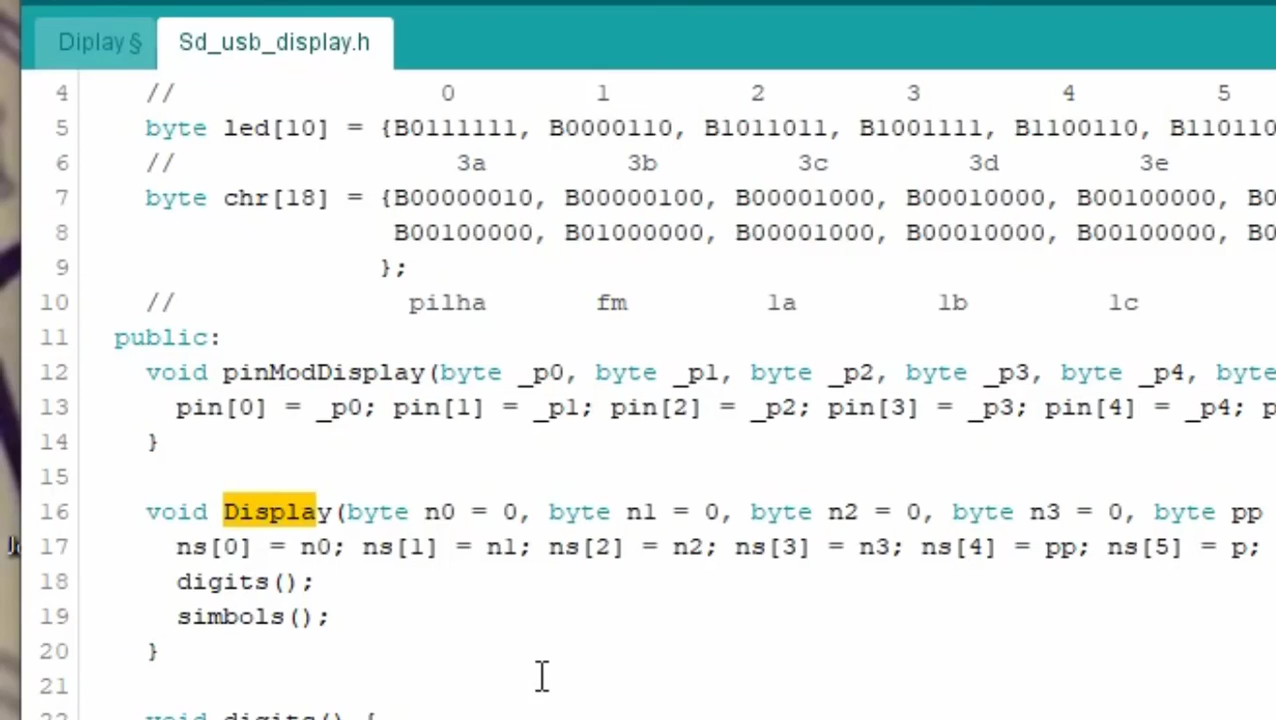 Diplay § Sd_usb_display.h
4 // 0 1 2 3 4 5
5 byte led[10] = {B0111111, B0000110, B1011011, B1001111, B1100110, B110110
6 // 3a 3b 3c 3d 3e
7 byte chr[18] = {B00000010, B00000100, B00001000, B00010000, B00100000, B0
8 B00100000, B01000000, B00001000, B00010000, B00100000, B0
9 };
10 // pilha fm 1a 1b 1c
11 public:
12 void pinModDisplay(byte _p0, byte _p1, byte _p2, byte _p3, byte _p4, byte
13 pin[0] = _p0; pin[1] = _p1; pin[2] = _p2; pin[3] = _p3; pin[4] = _p4; p
14 }
15
16 void Display(byte n0 = 0, byte n1 = 0, byte n2 = 0, byte n3 = 0, byte pp
17 ns[0] = n0; ns[1] = n1; ns[2] = n2; ns[3] = n3; ns[4] = pp; ns[5] = p;
18 digits();
19 simbols();
20 }
21
22 void digits() {